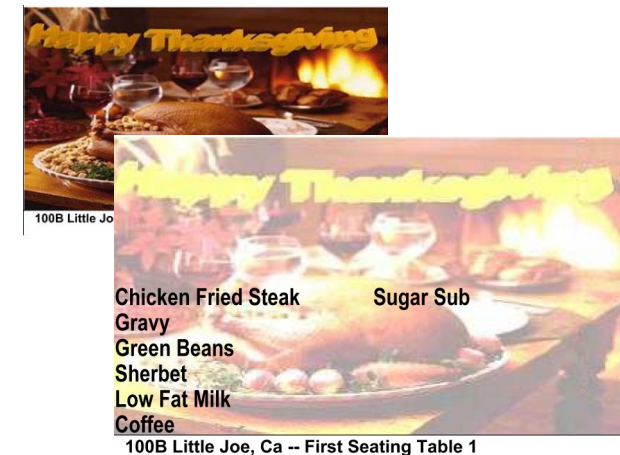 Happy Thanksgiving
100B Little Jo
Happy Thanksgiving
Chicken Fried Steak Sugar Sub
Gravy
Green Beans
Sherbet
Low Fat Milk
Coffee
100B Little Joe, Ca -- First Seating Table 1